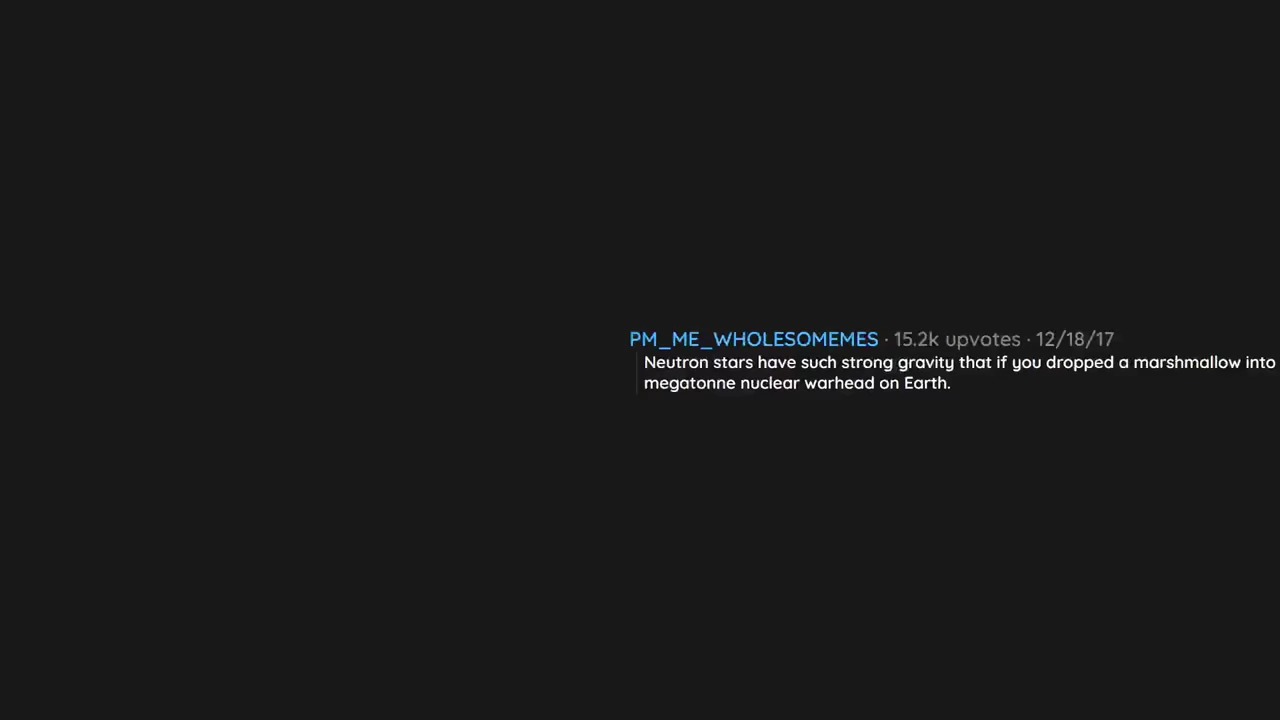 PM_ME_WHOLESOMEMES · 15.2k upvotes · 12/18/17
Neutron stars have such strong gravity that if you dropped a marshmallow into
megatonne nuclear warhead on Earth.